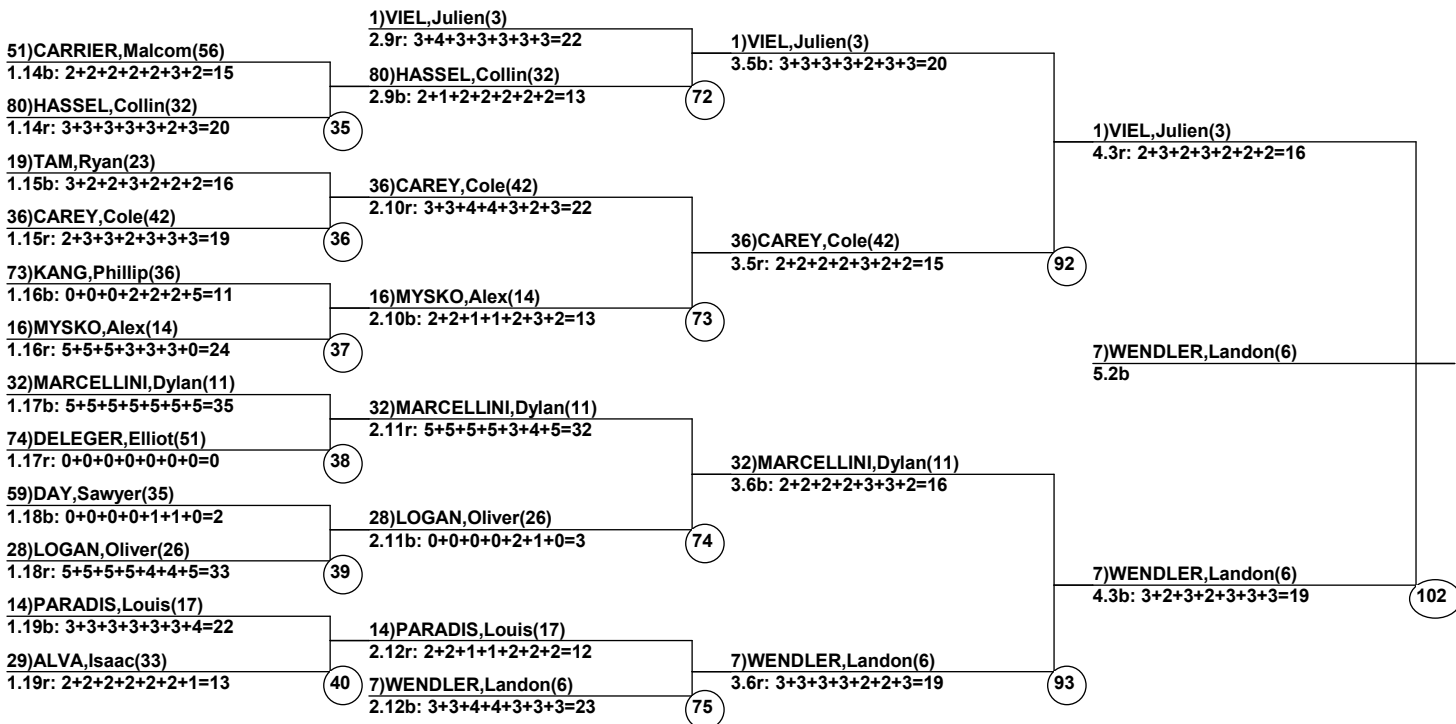 51)CARRIER,Malcom(56)
1.14b: 2+2+2+2+2+3+2=15
80)HASSEL,Collin(32)
1.14r: 3+3+3+3+3+2+3=20
35
19)TAM,Ryan(23)
1.15b: 3+2+2+3+2+2+2=16
36)CAREY,Cole(42)
1.15r: 2+3+3+2+3+3+3=19
36
73)KANG,Phillip(36)
1.16b: 0+0+0+2+2+2+5=11
16)MYSKO,Alex(14)
1.16r: 5+5+5+3+3+3+0=24
37
32)MARCELLINI,Dylan(11)
1.17b: 5+5+5+5+5+5+5=35
74)DELEGER,Elliot(51)
1.17r: 0+0+0+0+0+0+0=0
38
59)DAY,Sawyer(35)
1.18b: 0+0+0+0+1+1+0=2
28)LOGAN,Oliver(26)
1.18r: 5+5+5+5+4+4+5=33
39
14)PARADIS,Louis(17)
1.19b: 3+3+3+3+3+3+4=22
29)ALVA,Isaac(33)
1.19r: 2+2+2+2+2+2+1=13
40
1)VIEL,Julien(3)
2.9r: 3+4+3+3+3+3+3=22
80)HASSEL,Collin(32)
2.9b: 2+1+2+2+2+2+2=13
72
36)CAREY,Cole(42)
2.10r: 3+3+4+4+3+2+3=22
16)MYSKO,Alex(14)
2.10b: 2+2+1+1+2+3+2=13
73
32)MARCELLINI,Dylan(11)
2.11r: 5+5+5+5+3+4+5=32
28)LOGAN,Oliver(26)
2.11b: 0+0+0+0+2+1+0=3
74
14)PARADIS,Louis(17)
2.12r: 2+2+1+1+2+2+2=12
7)WENDLER,Landon(6)
2.12b: 3+3+4+4+3+3+3=23
75
1)VIEL,Julien(3)
3.5b: 3+3+3+3+2+3+3=20
36)CAREY,Cole(42)
3.5r: 2+2+2+2+3+2+2=15
92
32)MARCELLINI,Dylan(11)
3.6b: 2+2+2+2+3+3+2=16
7)WENDLER,Landon(6)
3.6r: 3+3+3+3+2+2+3=19
93
1)VIEL,Julien(3)
4.3r: 2+3+2+3+2+2+2=16
7)WENDLER,Landon(6)
5.2b
7)WENDLER,Landon(6)
4.3b: 3+2+3+2+3+3+3=19
102